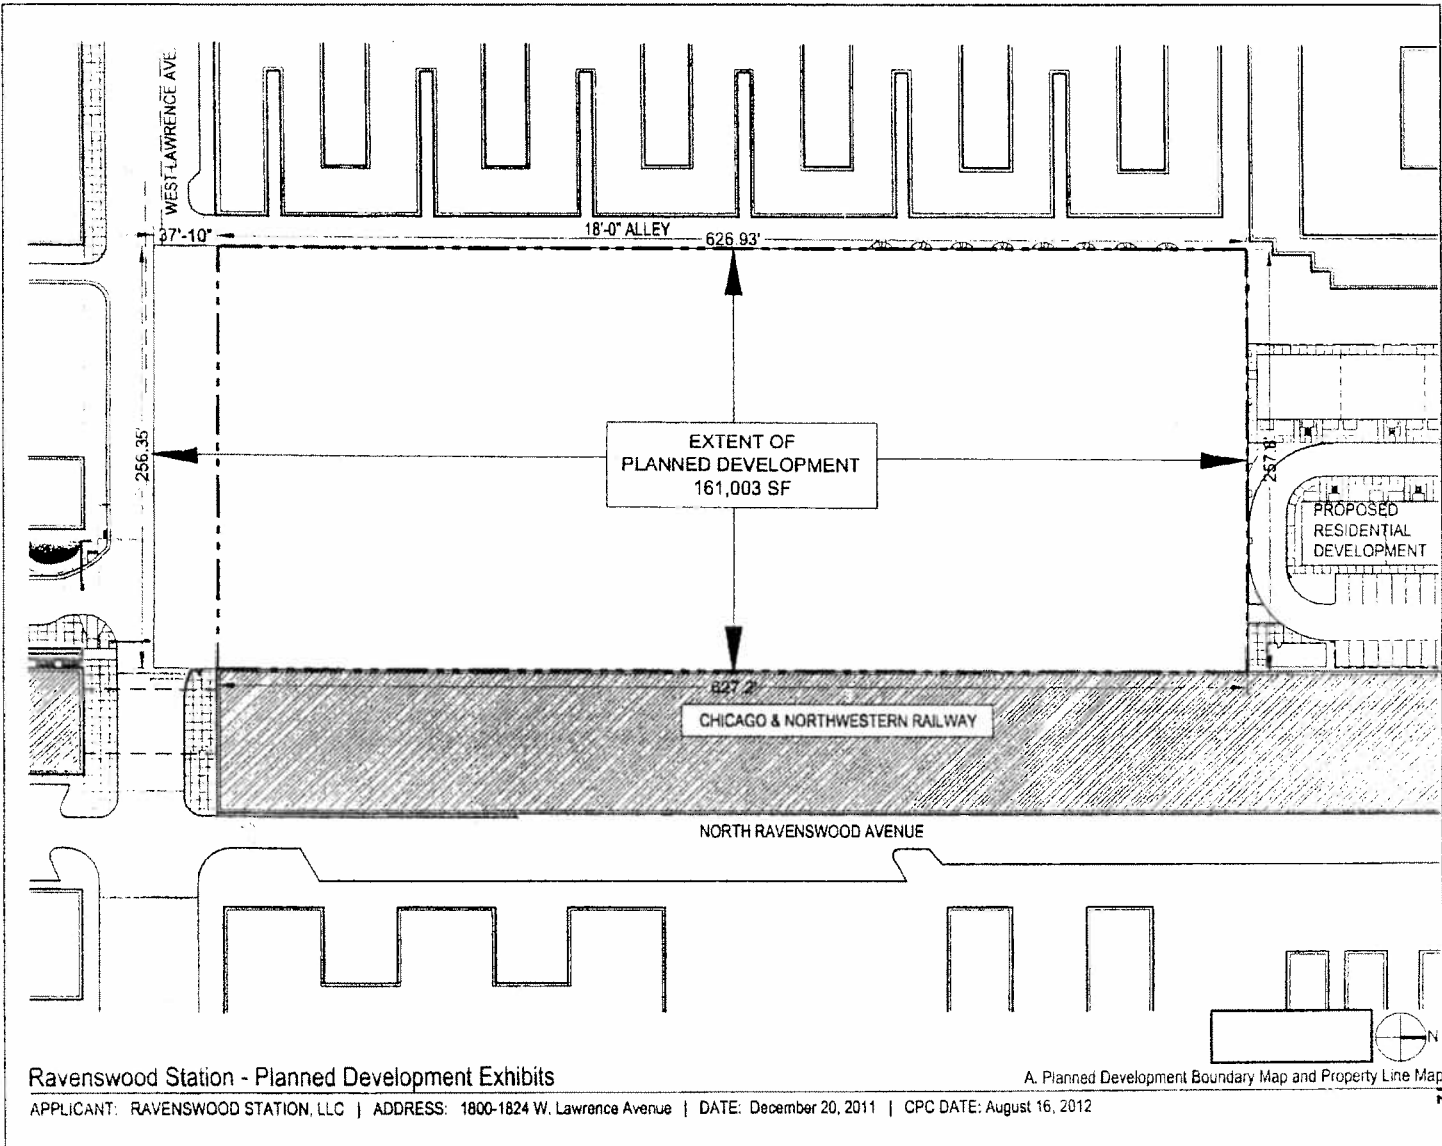 WEST LAWRENCE AVE.
37'-10"
18'-0" ALLEY
626.93'
256.35'
EXTENT OF
PLANNED DEVELOPMENT
161,003 SF
257.8'
PROPOSED
RESIDENTIAL
DEVELOPMENT
627.2'
CHICAGO & NORTHWESTERN RAILWAY
NORTH RAVENSWOOD AVENUE
N
Ravenswood Station - Planned Development Exhibits
A. Planned Development Boundary Map and Property Line Map
APPLICANT: RAVENSWOOD STATION, LLC | ADDRESS: 1800-1824 W. Lawrence Avenue | DATE: December 20, 2011 | CPC DATE: August 16, 2012